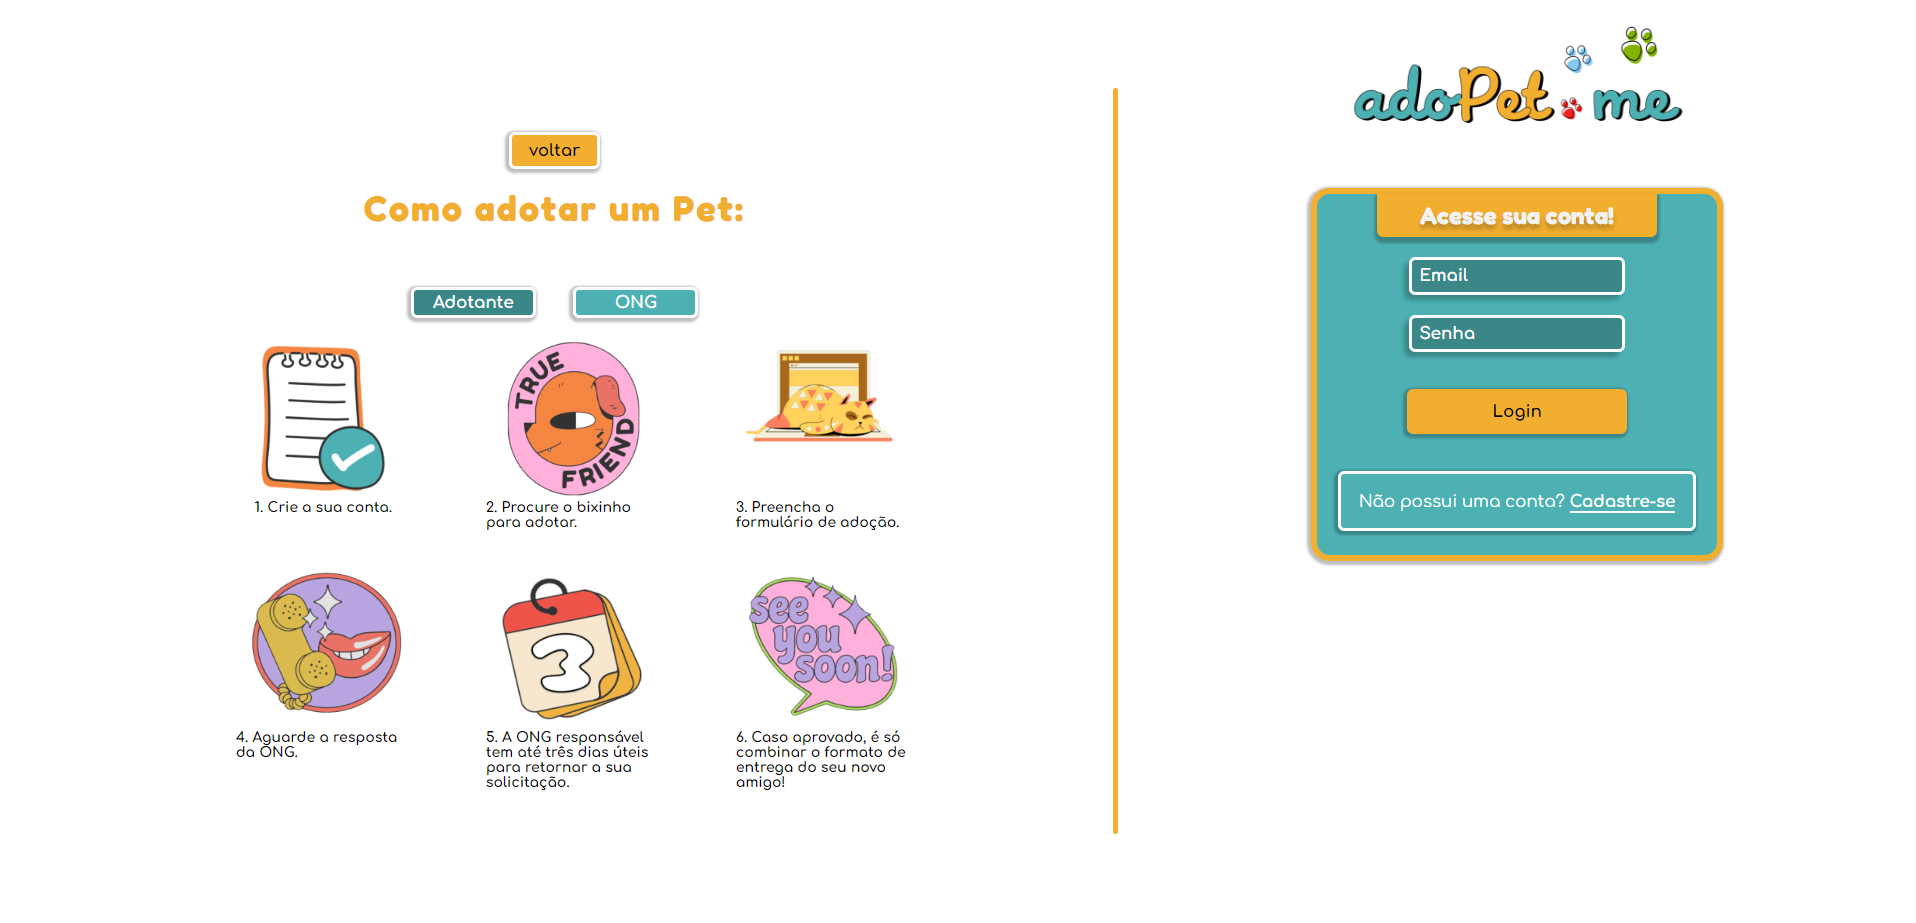 voltar
Como adotar um Pet:
Adotante
ONG
TRUE
FRIEND
1. Crie a sua conta.
2. Procure o bixinho
para adotar.
3. Preencha o
formulário de adoção.
see
you
soon!
3
4. Aguarde a resposta
da ONG.
5. A ONG responsável
tem até três dias úteis
para retornar a sua
solicitação.
6. Caso aprovado, é só
combinar o formato de
entrega do seu novo
amigo!
adoPet me
Acesse sua conta!
Email
Senha
Login
Não possui uma conta? Cadastre-se